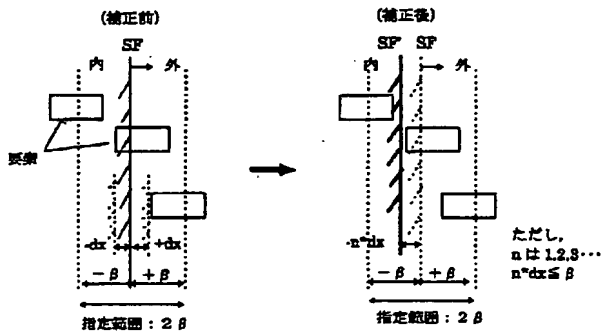 (補正前)
SF
内
外
要素
-dx
+dx
－β
＋β
指定範囲：2β
(補正後)
SF'
SF
内
外
-n*dx
－β
＋β
指定範囲：2β
ただし,
nは1,2,3…
n*dx≦β